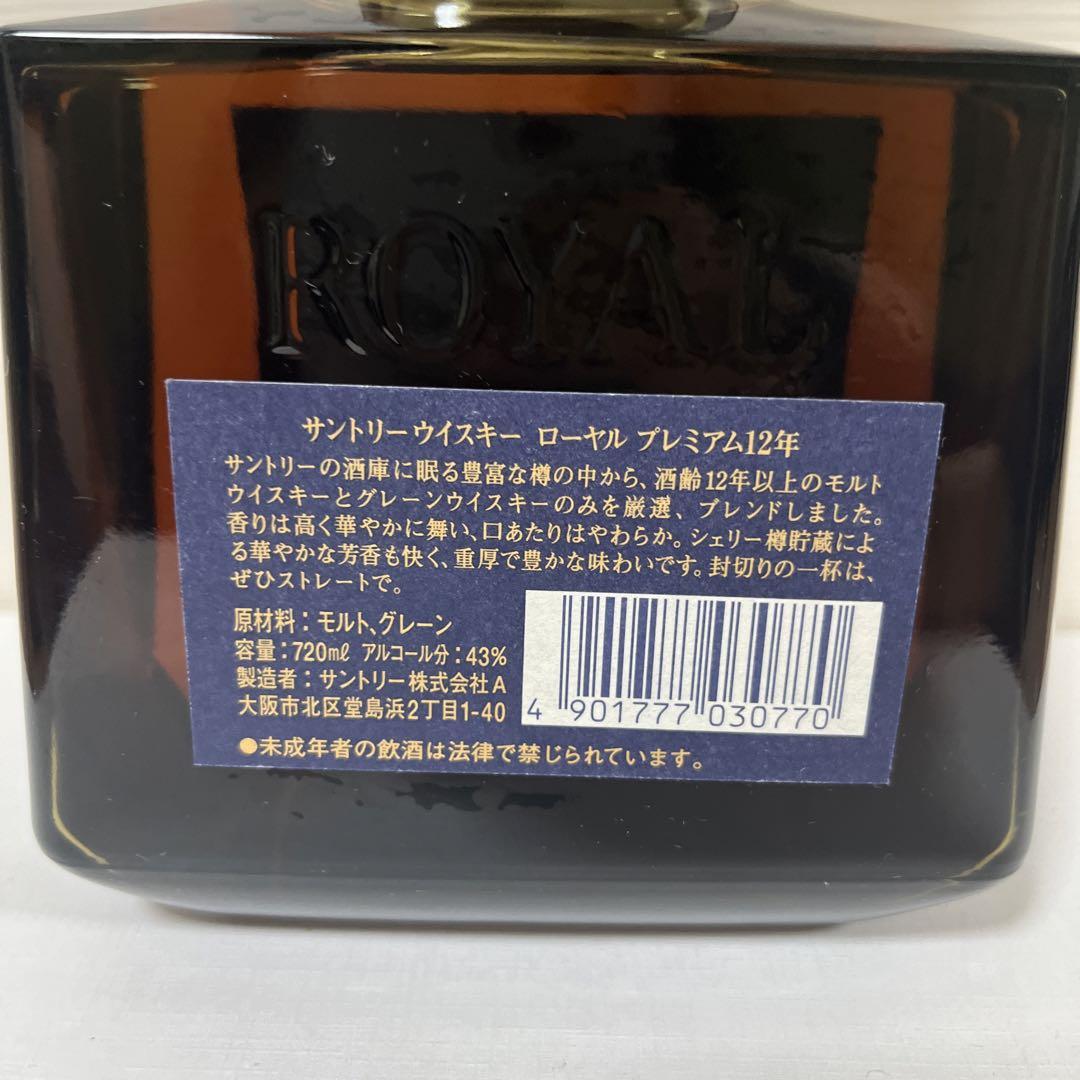 ROYAL
サントリーウイスキー ローヤル プレミアム12年
サントリーの酒庫に眠る豊富な樽の中から、酒齢12年以上のモルト
ウイスキーとグレーンウイスキーのみを厳選、ブレンドしました。
香りは高く華やかに舞い、口あたりはやわらか。シェリー樽貯蔵によ
る華やかな芳香も快く、重厚で豊かな味わいです。封切りの一杯は、
ぜひストレートで。
原材料：モルト、グレーン
容量：720mℓ アルコール分：43%
製造者：サントリー株式会社A
大阪市北区堂島浜2丁目1-40
4 901777 030770
●未成年者の飲酒は法律で禁じられています。